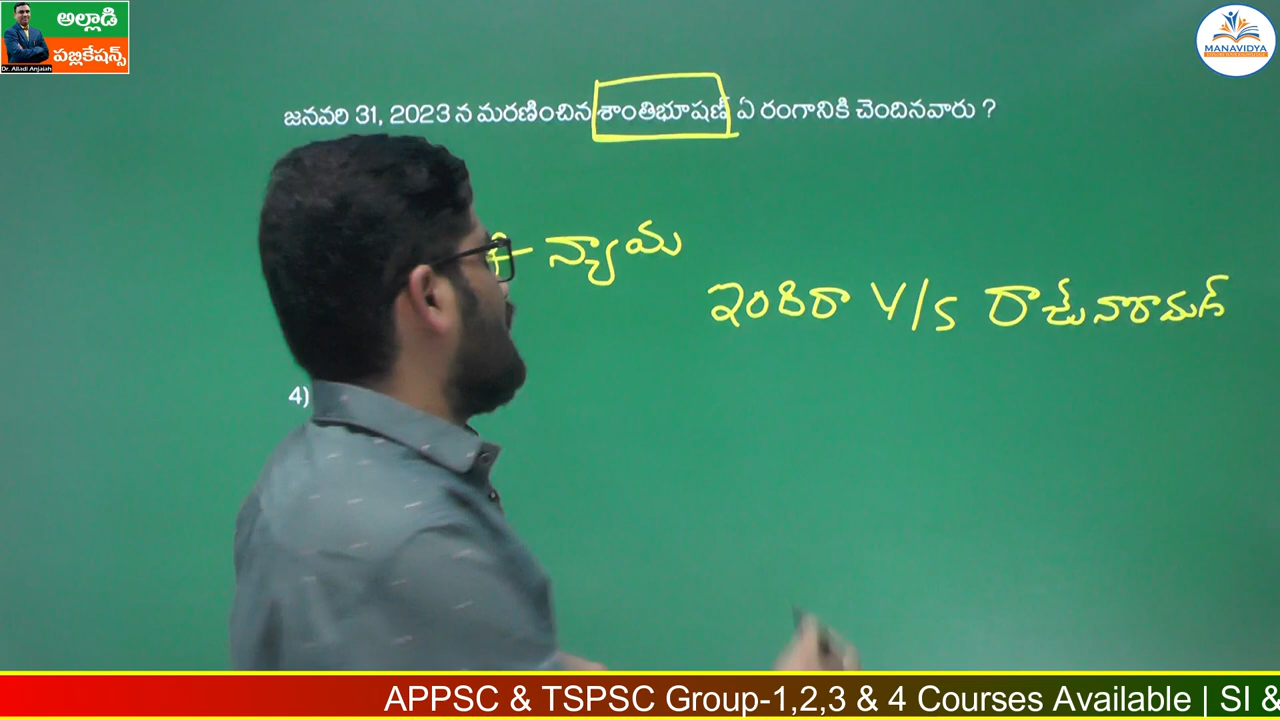 అల్లాడి
పబ్లికేషన్స్
Dr. Alladi Anjaiah
MANAVIDYA
జనవరి 31, 2023 న మరణించిన శాంతిభూషణ్ ఏ రంగానికి చెందినవారు ?
న్యామ
ఇందిరా V/s రాజ్ నారాయణ్
4)
APPSC & TSPSC Group-1,2,3 & 4 Courses Available | SI &